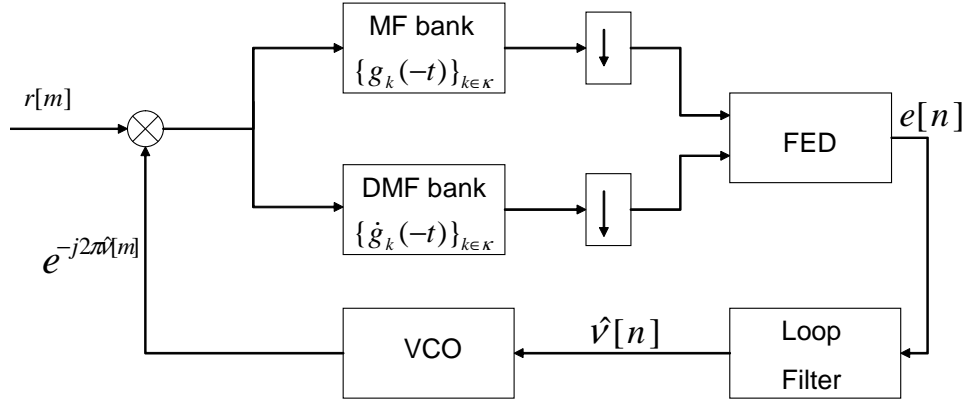 MF bank
{g_k(−t)}_{k∈κ}
r[m]
e[n]
FED
DMF bank
{ġ_k(−t)}_{k∈κ}
e^{−j2πν̂[m]}
VCO
ν̂[n]
Loop
Filter